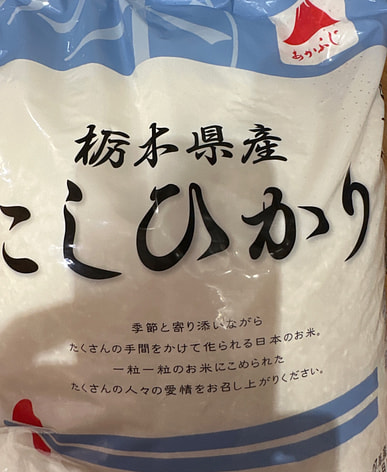 あかふじ
栃木県産
こしひかり
季節と寄り添いながら
たくさんの手間をかけて作られる日本のお米。
一粒一粒のお米にこめられた
たくさんの人々の愛情をお召し上がりください。